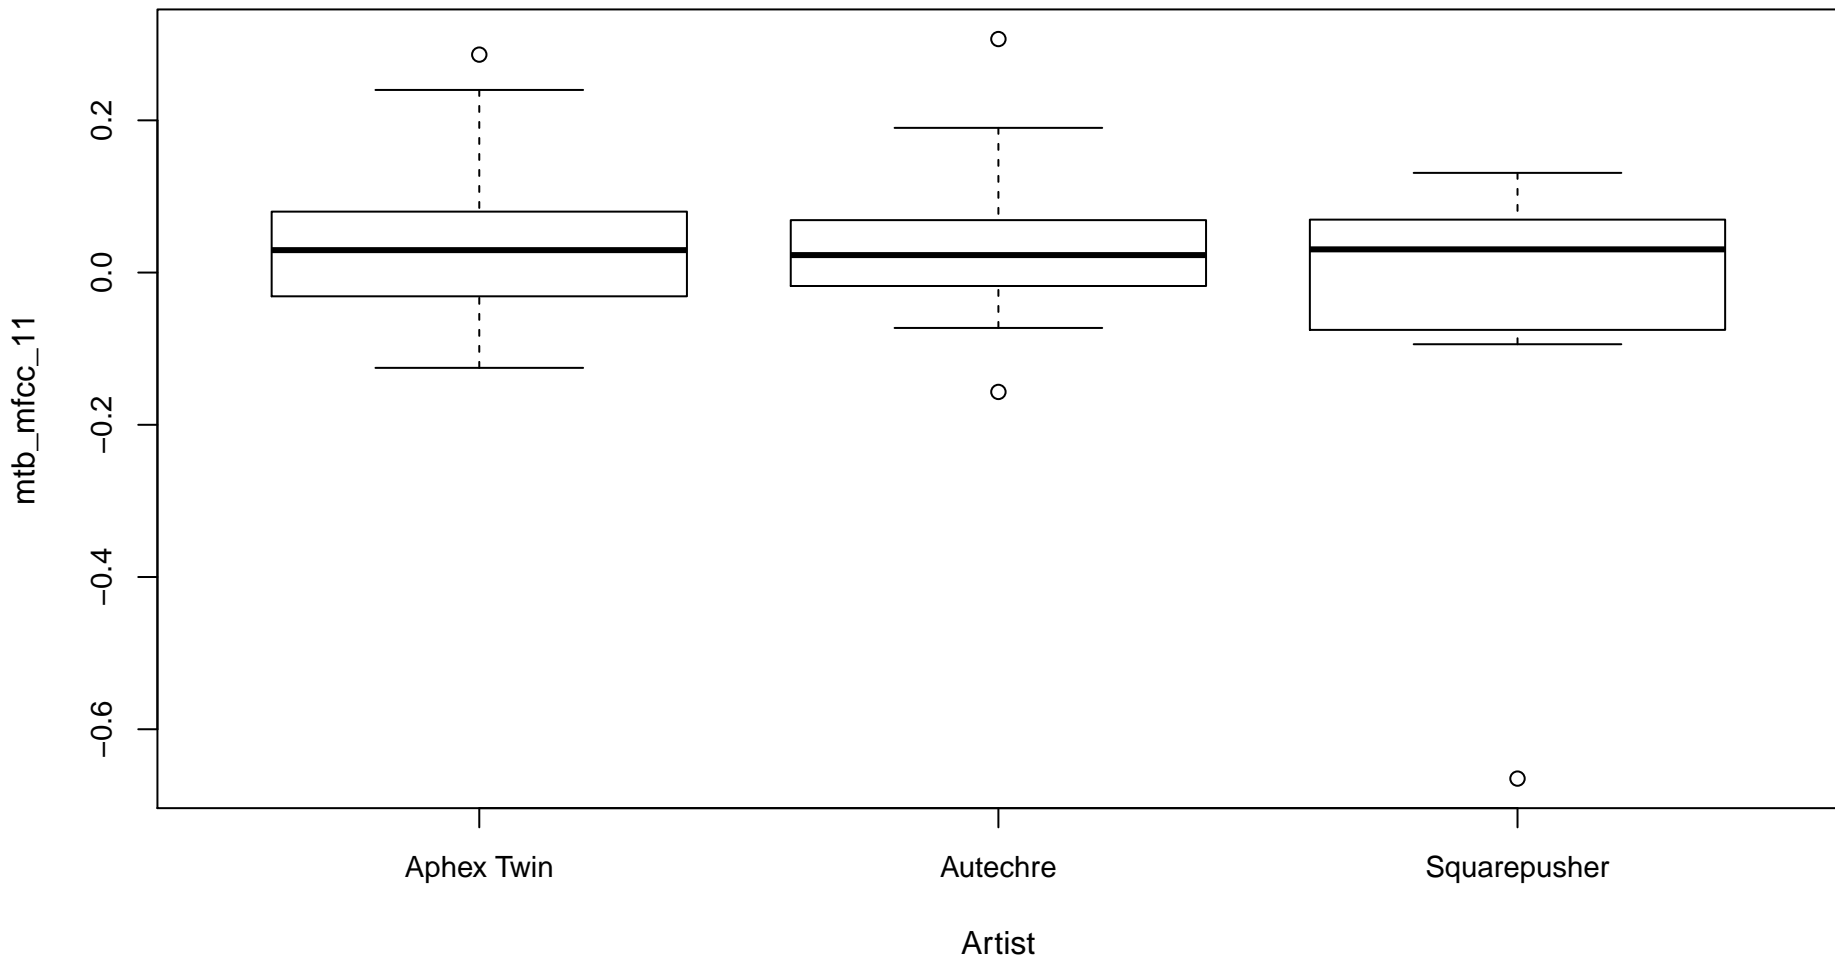 mtb_mfcc_11
0.2
0.0
−0.2
−0.4
−0.6
Aphex Twin
Autechre
Squarepusher
Artist